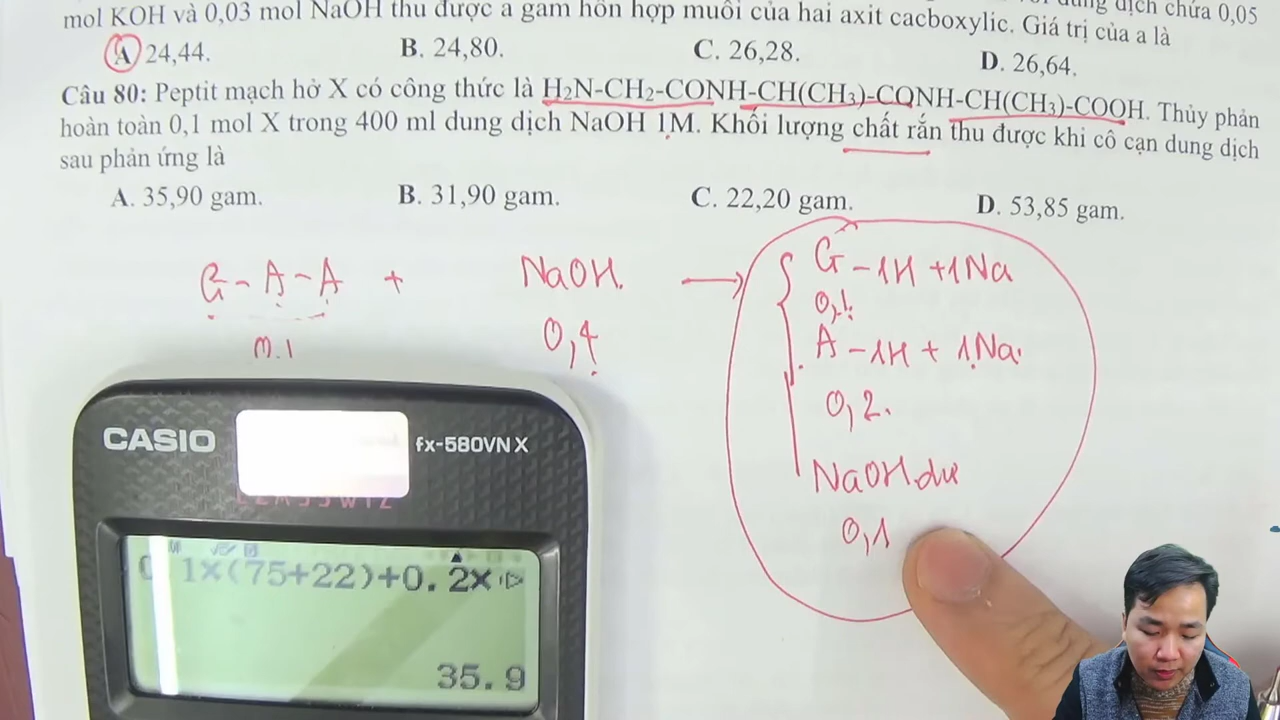 mol KOH và 0,03 mol NaOH thu được a gam hỗn hợp muối của hai axit cacboxylic. Giá trị của a là
dung dịch chứa 0,05
A 24,44. B. 24,80. C. 26,28. D. 26,64.
Câu 80: Peptit mạch hở X có công thức là H2N-CH2-CONH-CH(CH3)-CONH-CH(CH3)-COOH. Thủy phân
hoàn toàn 0,1 mol X trong 400 ml dung dịch NaOH 1M. Khối lượng chất rắn thu được khi cô cạn dung dịch
sau phản ứng là
A. 35,90 gam. B. 31,90 gam. C. 22,20 gam. D. 53,85 gam.
G - A - A + NaOH. → G - 1H + 1Na
0,1
0.1 0,4 A - 1H + 1Na
0,2.
NaOH dư
0,1
CASIO fx-580VN X
0.1×(75+22)+0.2×
35.9